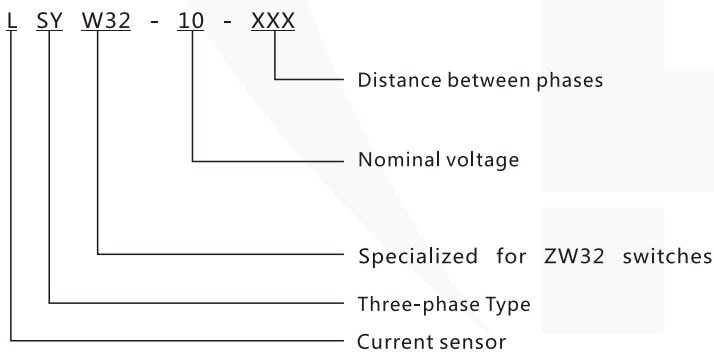 L SY W32 - 10 - XXX
Distance between phases
Nominal voltage
Specialized for ZW32 switches
Three-phase Type
Current sensor